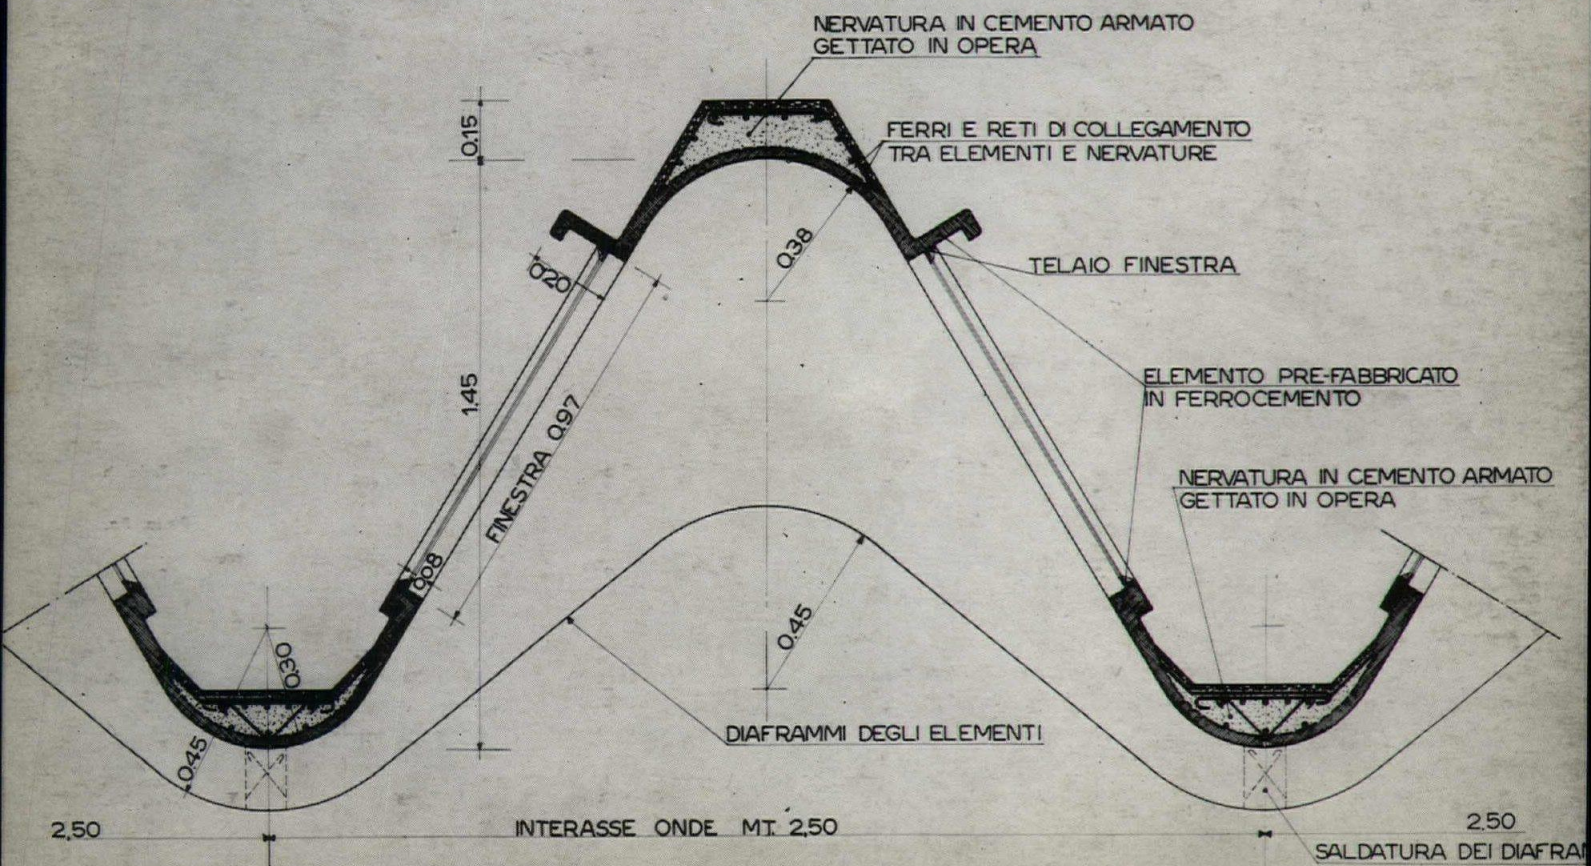 NERVATURA IN CEMENTO ARMATO
GETTATO IN OPERA
0.15
FERRI E RETI DI COLLEGAMENTO
TRA ELEMENTI E NERVATURE
0.38
TELAIO FINESTRA
0.20
1.45
FINESTRA 0.97
ELEMENTO PRE-FABBRICATO
IN FERROCEMENTO
NERVATURA IN CEMENTO ARMATO
GETTATO IN OPERA
0.08
0.45
0.30
DIAFRAMMI DEGLI ELEMENTI
0.45
2,50
INTERASSE ONDE MT. 2,50
2.50
SALDATURA DEI DIAFRA